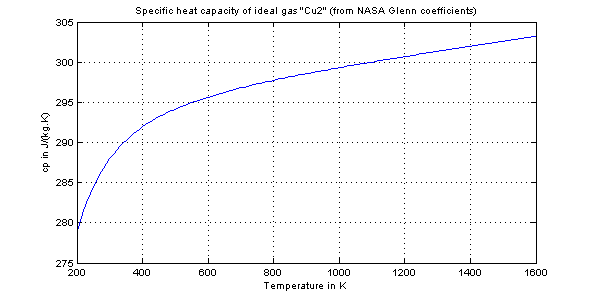 Specific heat capacity of ideal gas "Cu2" (from NASA Glenn coefficients)
305
300
295
290
285
280
275
cp in J/(kg.K)
200 400 600 800 1000 1200 1400 1600
Temperature in K